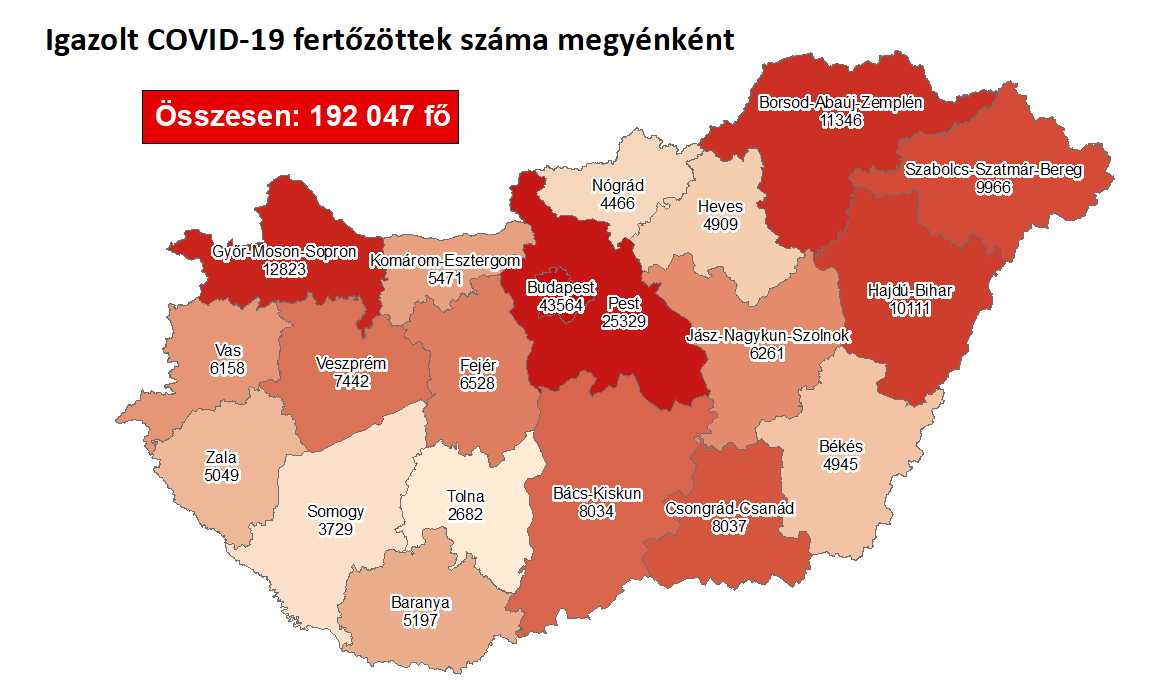 Igazolt COVID-19 fertőzöttek száma megyénként
Összesen: 192 047 fő
Borsod-Abaúj-Zemplén
11346
Szabolcs-Szatmár-Bereg
9966
Nógrád
4466
Heves
4909
Győr-Moson-Sopron
12823
Komárom-Esztergom
5471
Budapest
43564
Pest
25329
Hajdú-Bihar
10111
Jász-Nagykun-Szolnok
6261
Vas
6158
Veszprém
7442
Fejér
6528
Békés
4945
Zala
5049
Somogy
3729
Tolna
2682
Bács-Kiskun
8034
Csongrád-Csanád
8037
Baranya
5197